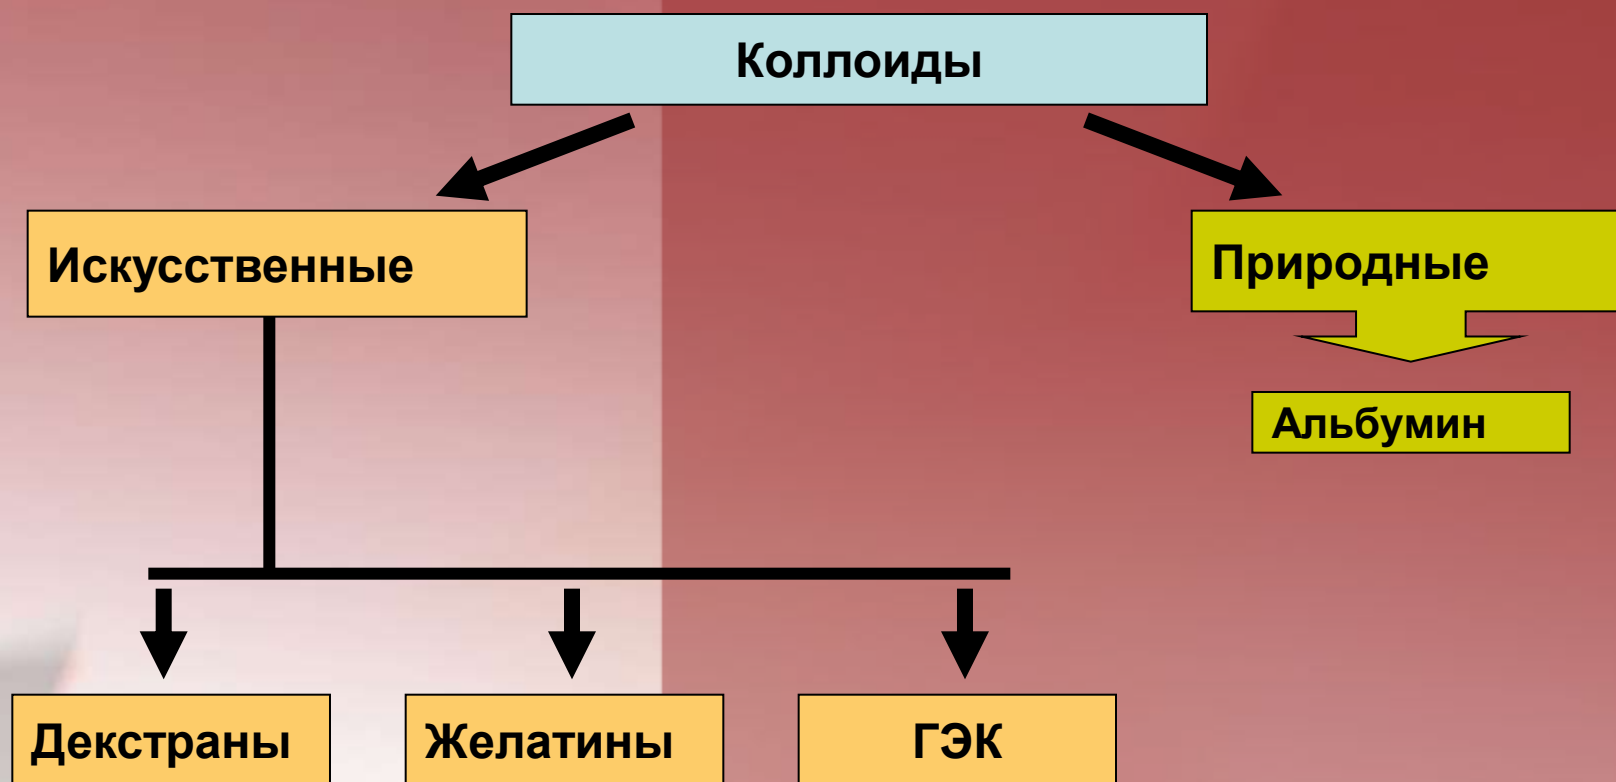 Коллоиды
Искусственные
Природные
Альбумин
Декстраны
Желатины
ГЭК